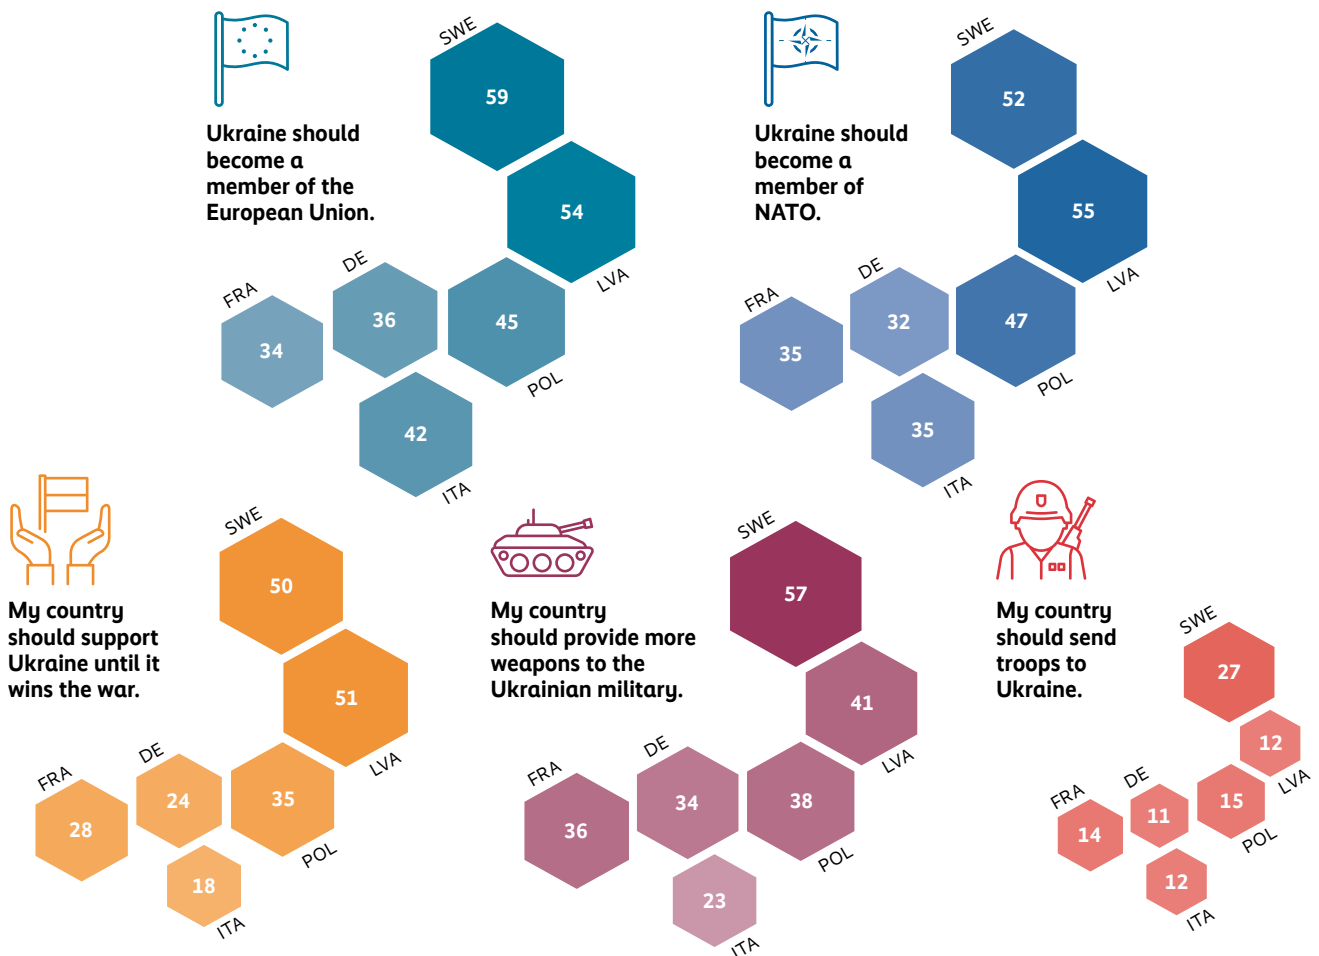 Ukraine should
become a
member of the
European Union.
SWE
59
54
LVA
FRA
34
DE
36
45
POL
42
ITA
Ukraine should
become a
member of
NATO.
SWE
52
55
LVA
FRA
35
DE
32
47
POL
35
ITA
My country
should support
Ukraine until it
wins the war.
SWE
50
51
LVA
FRA
28
DE
24
35
POL
18
ITA
My country
should provide more
weapons to the
Ukrainian military.
SWE
57
41
LVA
FRA
36
DE
34
38
POL
23
ITA
My country
should send
troops to
Ukraine.
SWE
27
12
LVA
FRA
14
DE
11
15
POL
12
ITA